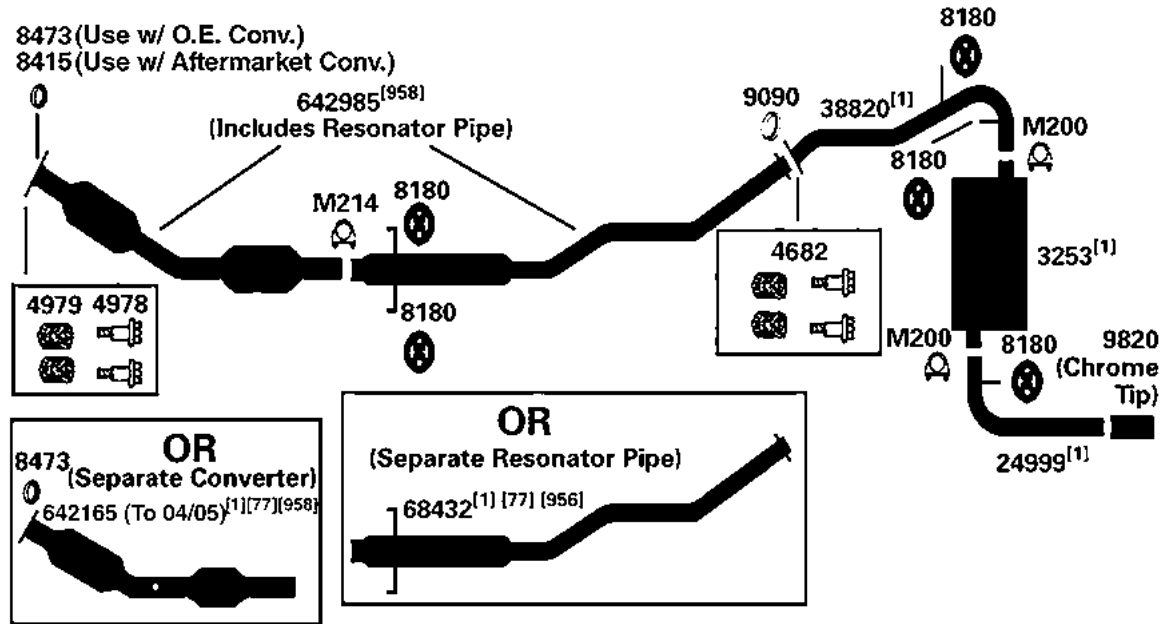 8473 (Use w/ O.E. Conv.)
8415 (Use w/ Aftermarket Conv.)
642985[958]
(Includes Resonator Pipe)
M214
8180
8180
4979 4978
9090
38820[1]
8180
8180
M200
4682
3253[1]
M200
8180
9820
(Chrome
Tip)
24999[1]
OR
8473
(Separate Converter)
642165 (To 04/05)[1][77][958]
OR
(Separate Resonator Pipe)
68432[1] [77] [956]